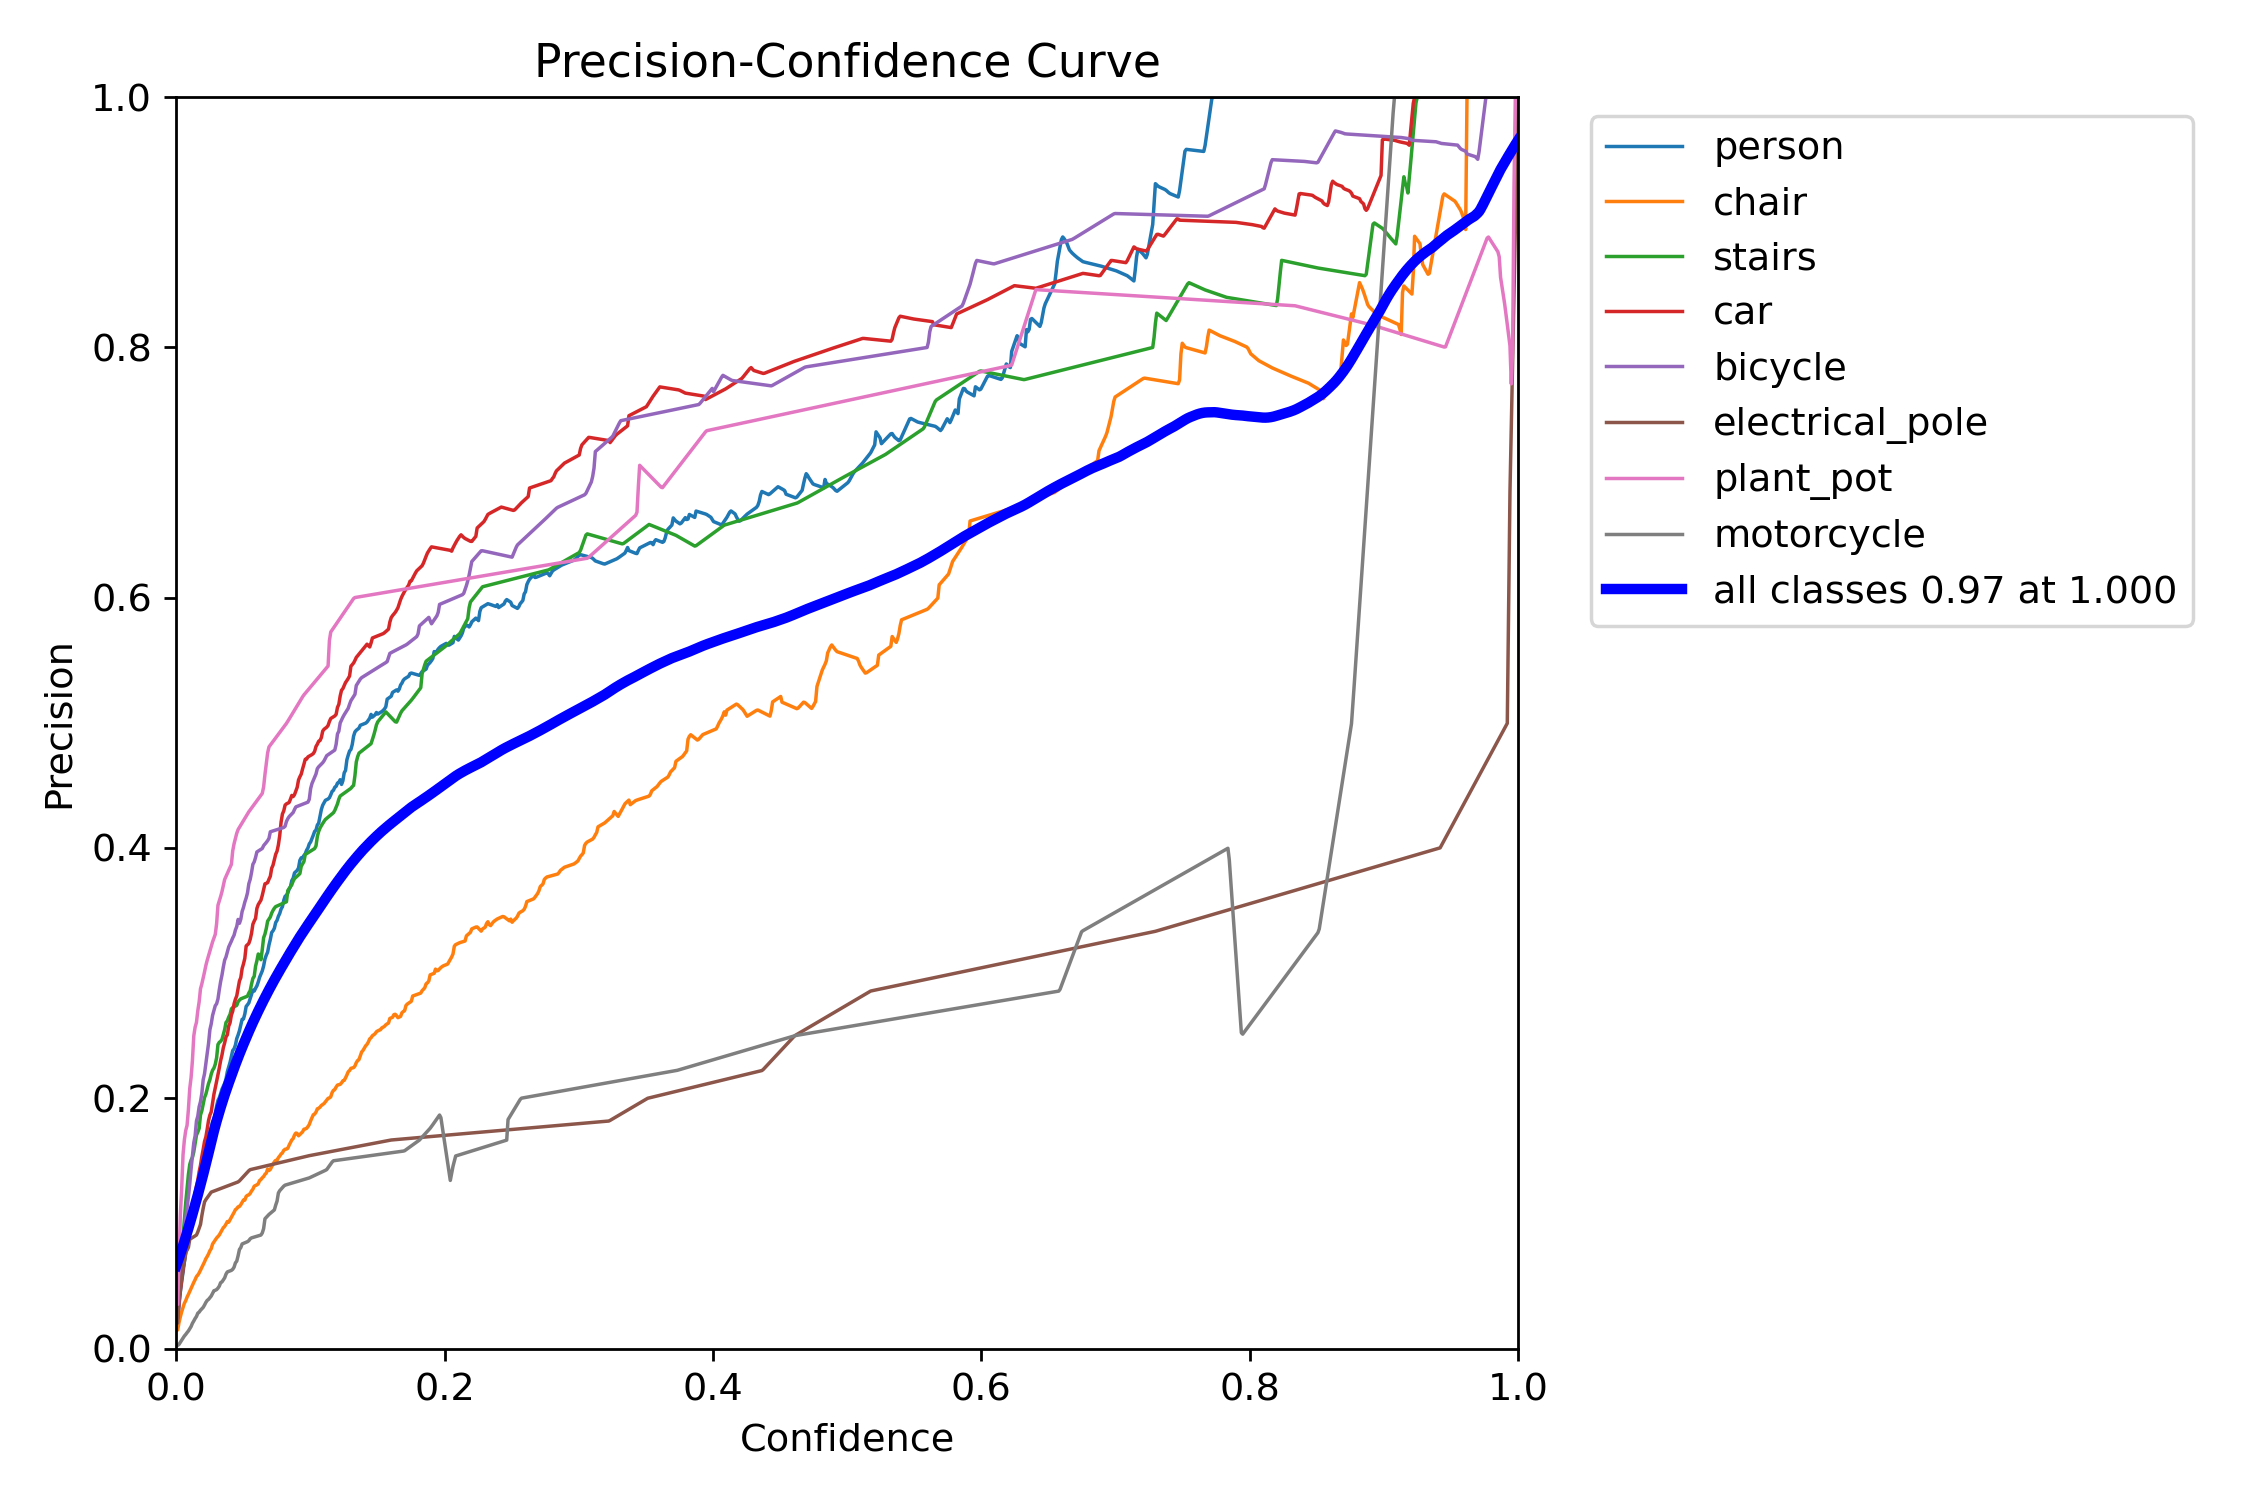 Precision-Confidence Curve
1.0
0.8
0.6
0.4
0.2
0.0
Precision
0.0 0.2 0.4 0.6 0.8 1.0
Confidence
person
chair
stairs
car
bicycle
electrical_pole
plant_pot
motorcycle
all classes 0.97 at 1.000